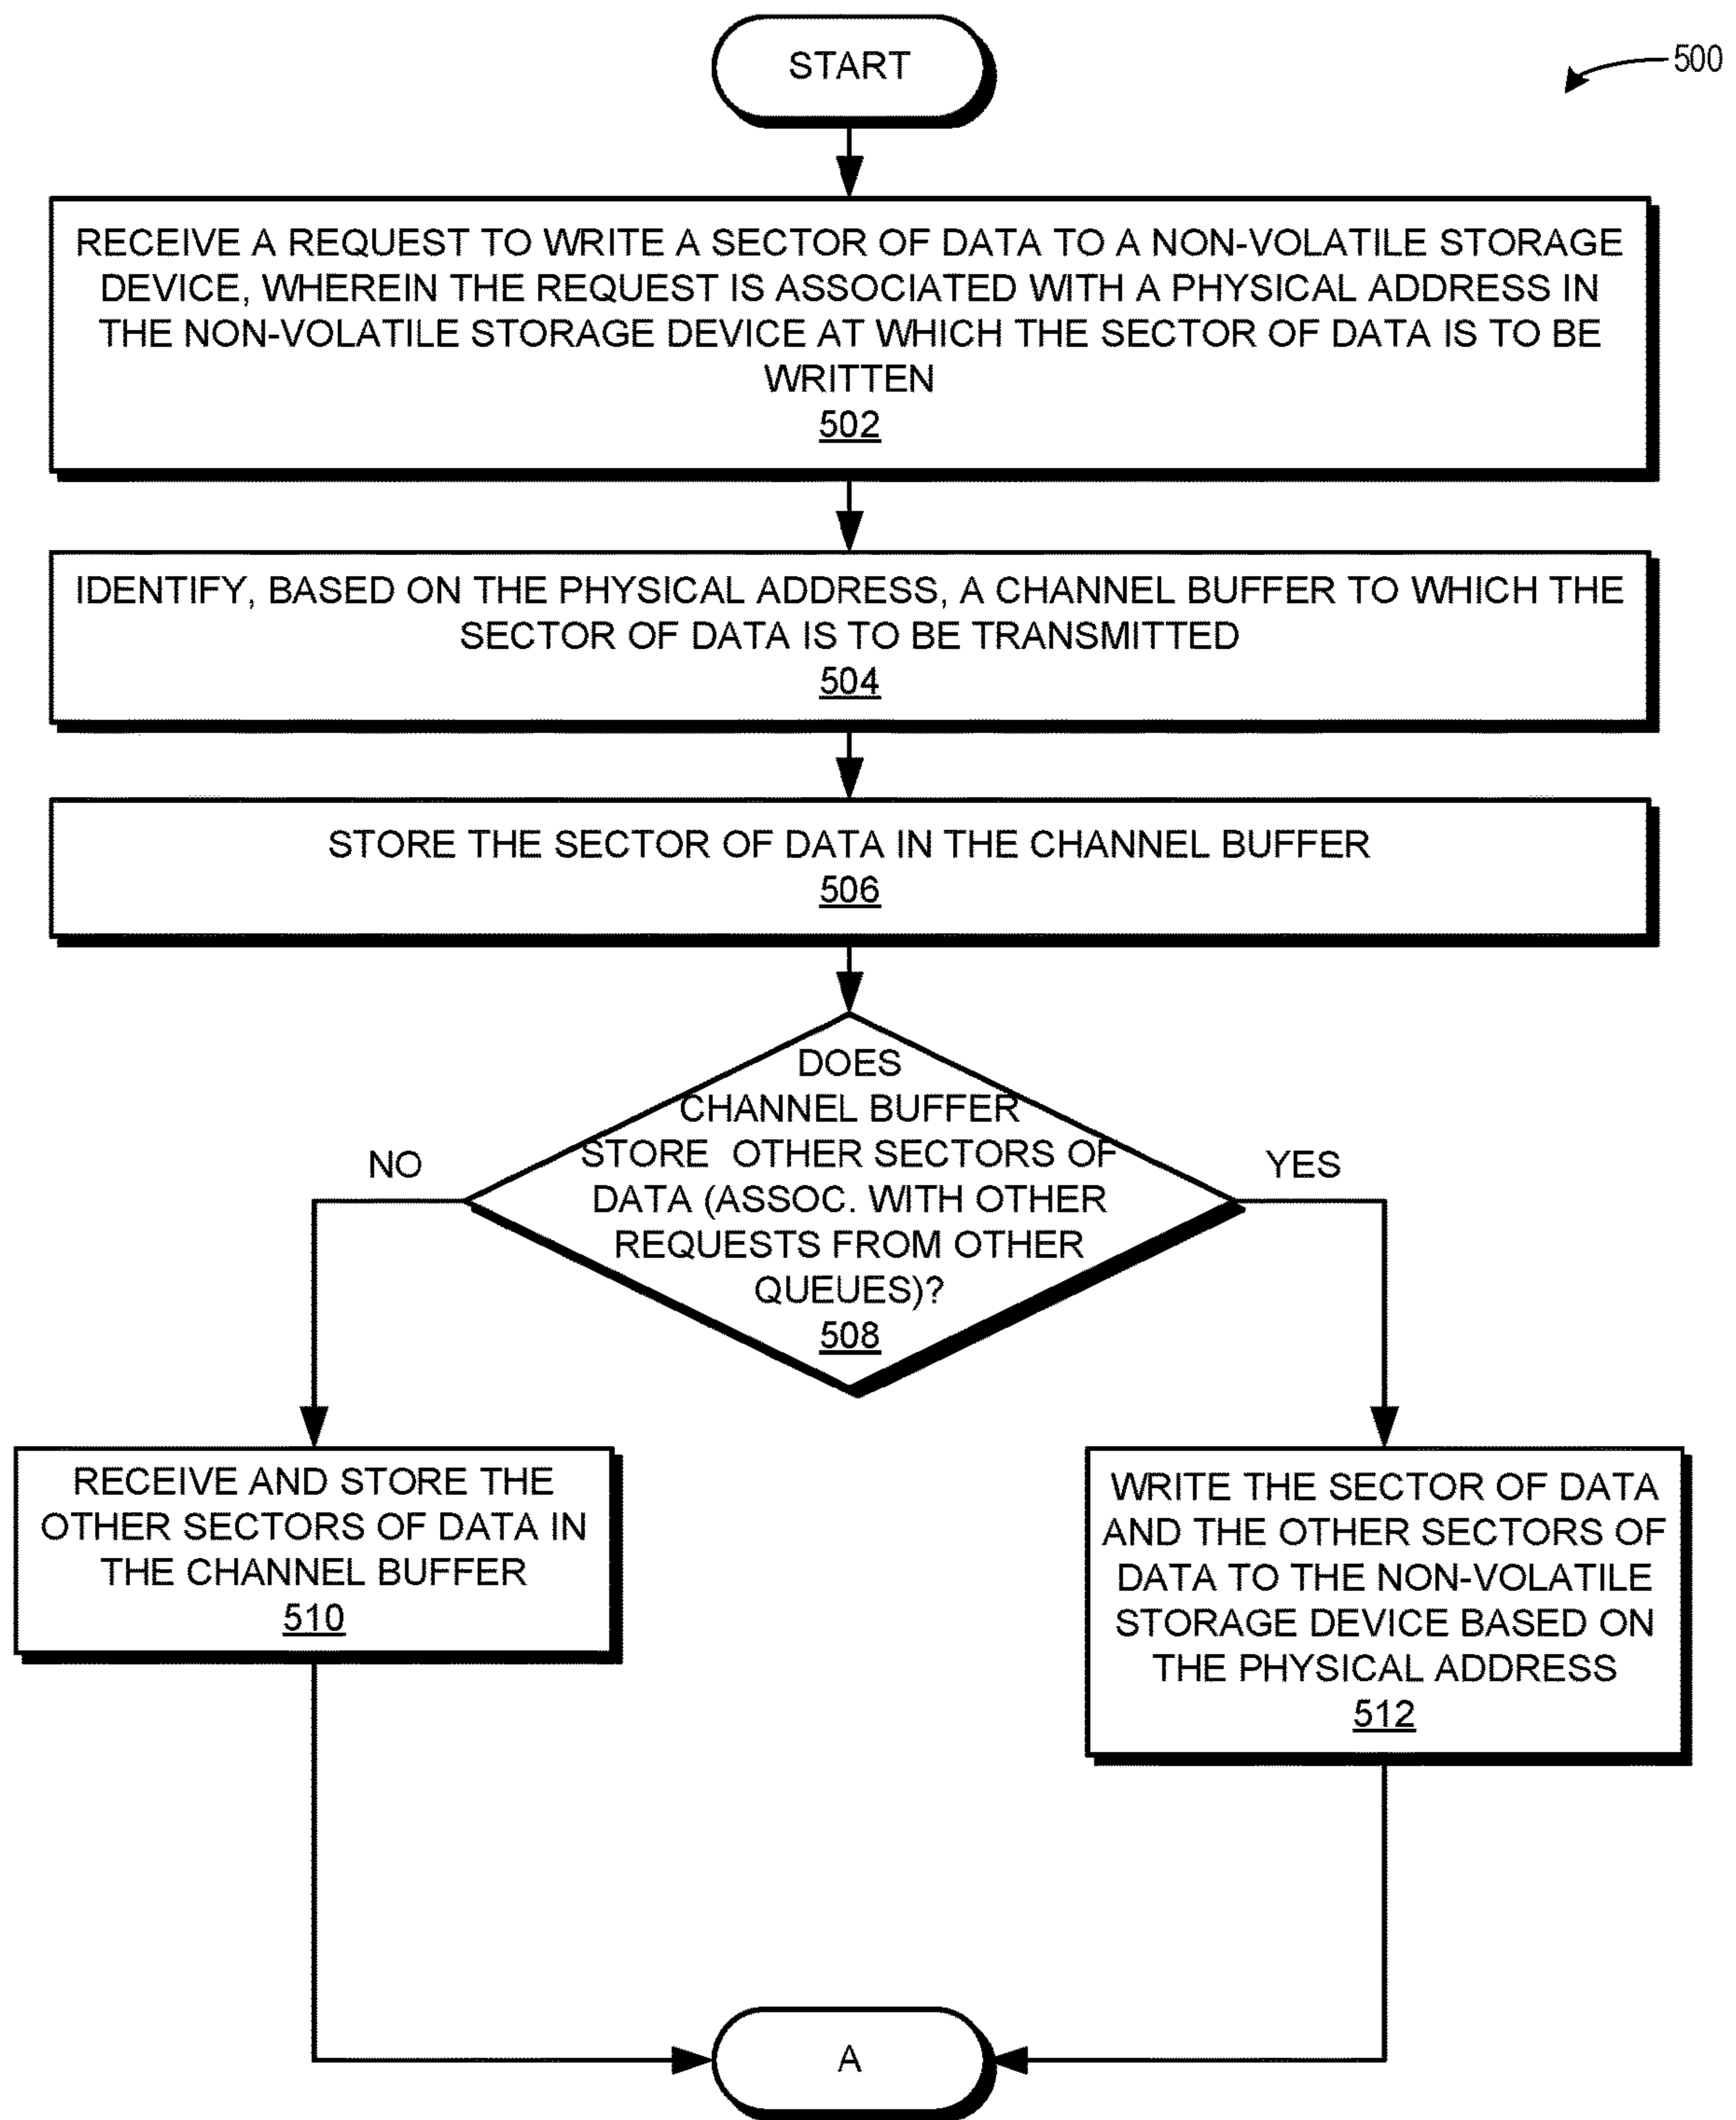 START
500
RECEIVE A REQUEST TO WRITE A SECTOR OF DATA TO A NON-VOLATILE STORAGE
DEVICE, WHEREIN THE REQUEST IS ASSOCIATED WITH A PHYSICAL ADDRESS IN
THE NON-VOLATILE STORAGE DEVICE AT WHICH THE SECTOR OF DATA IS TO BE
WRITTEN
502
IDENTIFY, BASED ON THE PHYSICAL ADDRESS, A CHANNEL BUFFER TO WHICH THE
SECTOR OF DATA IS TO BE TRANSMITTED
504
STORE THE SECTOR OF DATA IN THE CHANNEL BUFFER
506
DOES
CHANNEL BUFFER
STORE OTHER SECTORS OF
DATA (ASSOC. WITH OTHER
REQUESTS FROM OTHER
QUEUES)?
508
NO
YES
RECEIVE AND STORE THE
OTHER SECTORS OF DATA IN
THE CHANNEL BUFFER
510
WRITE THE SECTOR OF DATA
AND THE OTHER SECTORS OF
DATA TO THE NON-VOLATILE
STORAGE DEVICE BASED ON
THE PHYSICAL ADDRESS
512
A